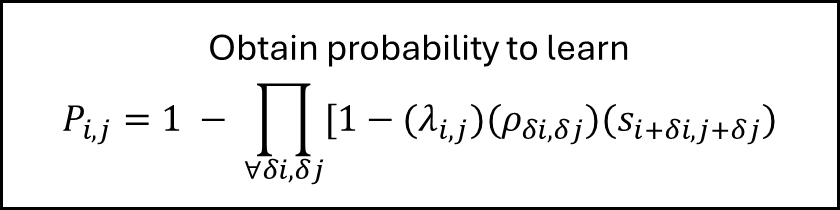 Obtain probability to learn
P_{i,j} = 1 − ∏_{∀δi,δj} [1 − (λ_{i,j})(ρ_{δi,δj})(s_{i+δi,j+δj})